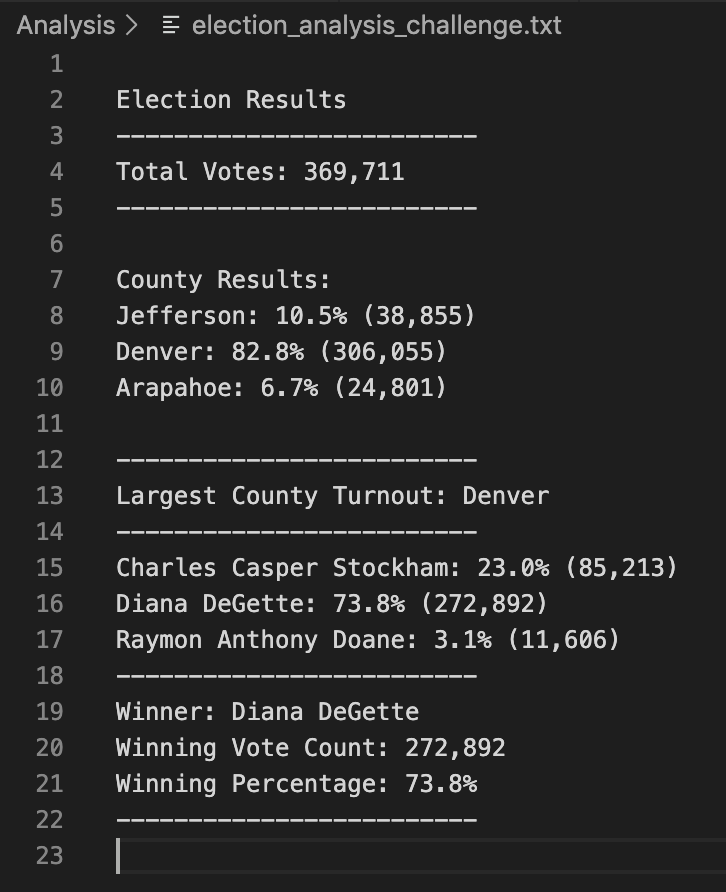 Analysis > election_analysis_challenge.txt
1
2 Election Results
3 -------------------------
4 Total Votes: 369,711
5 -------------------------
6
7 County Results:
8 Jefferson: 10.5% (38,855)
9 Denver: 82.8% (306,055)
10 Arapahoe: 6.7% (24,801)
11
12 -------------------------
13 Largest County Turnout: Denver
14 -------------------------
15 Charles Casper Stockham: 23.0% (85,213)
16 Diana DeGette: 73.8% (272,892)
17 Raymon Anthony Doane: 3.1% (11,606)
18 -------------------------
19 Winner: Diana DeGette
20 Winning Vote Count: 272,892
21 Winning Percentage: 73.8%
22 -------------------------
23